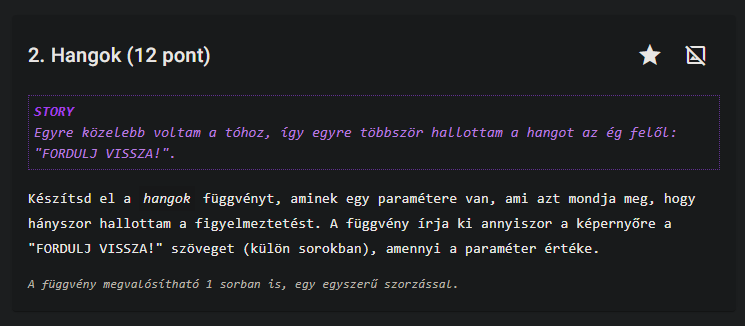 2. Hangok (12 pont)
STORY
Egyre közelebb voltam a tóhoz, így egyre többször hallottam a hangot az ég felől:
"FORDULJ VISSZA!".
Készítsd el a hangok függvényt, aminek egy paramétere van, ami azt mondja meg, hogy
hányszor hallottam a figyelmeztetést. A függvény írja ki annyiszor a képernyőre a
"FORDULJ VISSZA!" szöveget (külön sorokban), amennyi a paraméter értéke.
A függvény megvalósítható 1 sorban is, egy egyszerű szorzással.